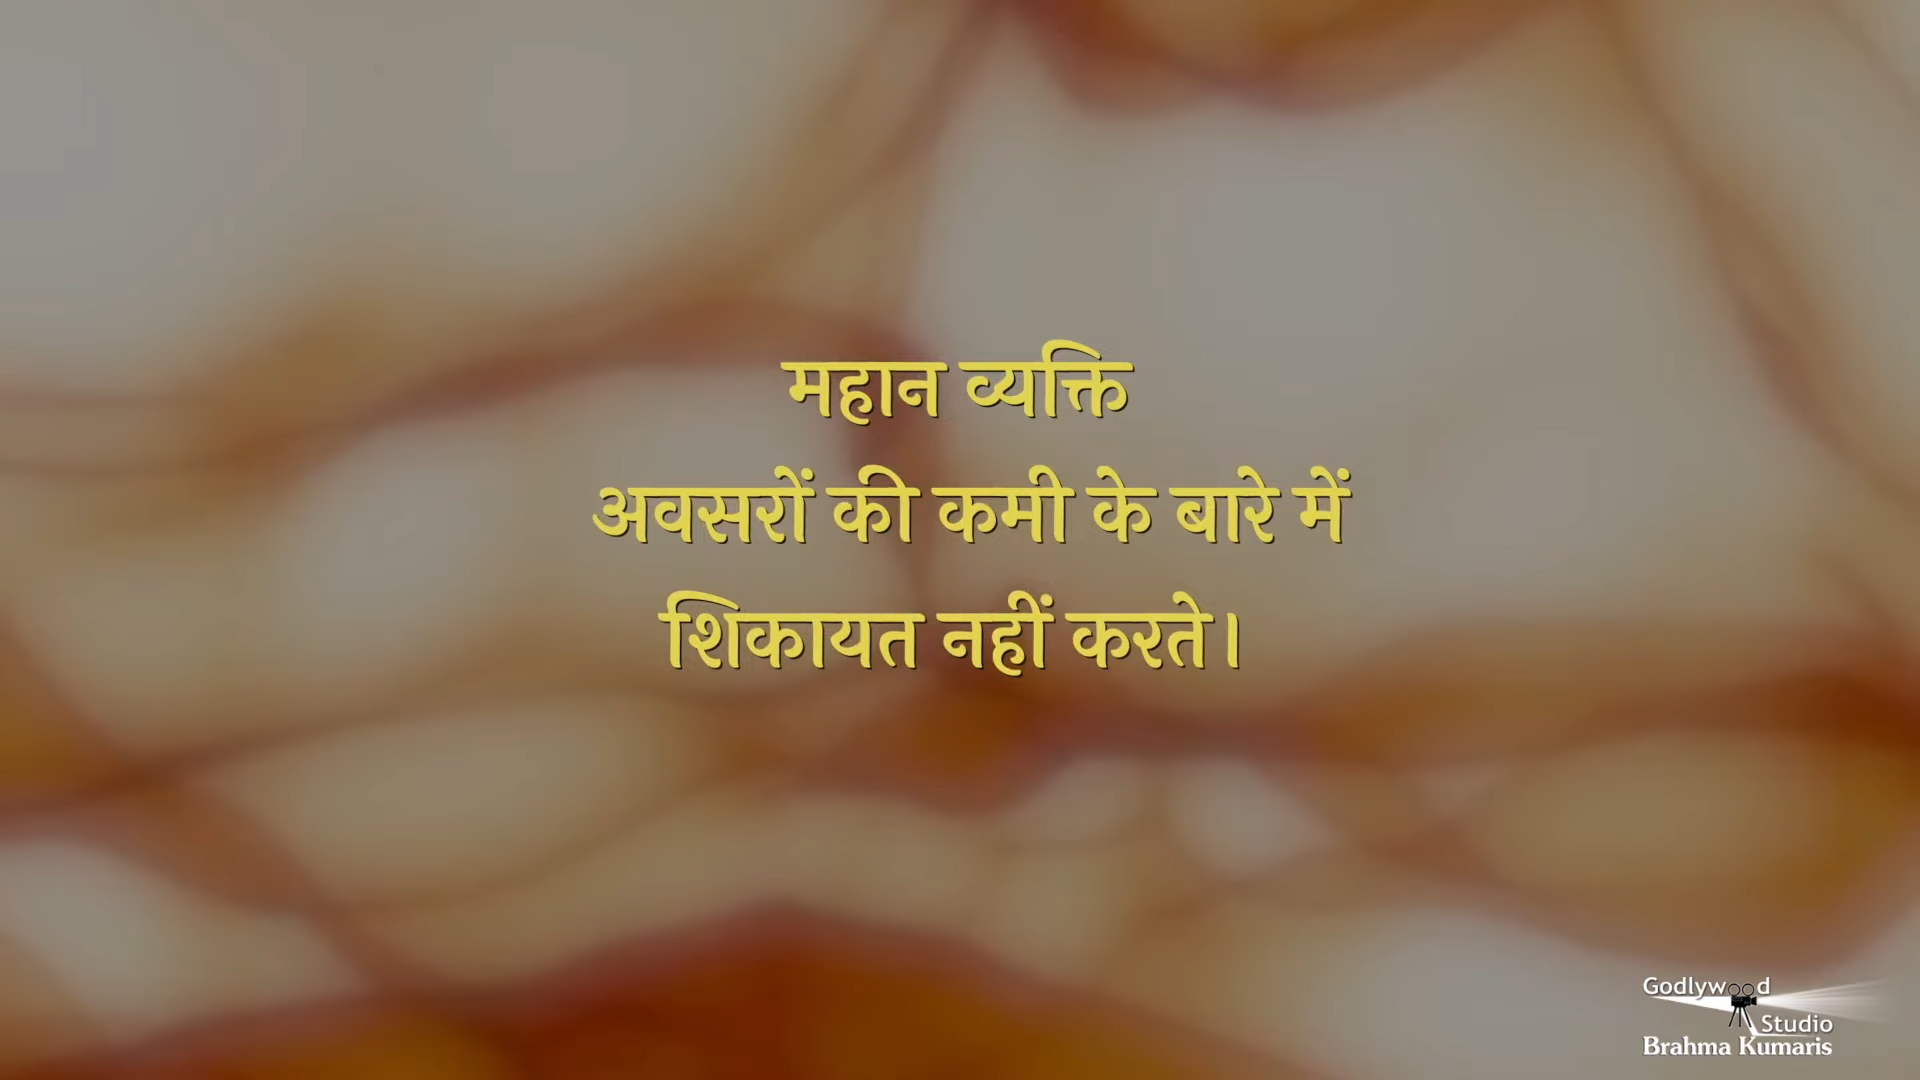 महान व्यक्ति
अवसरों की कमी के बारे में
शिकायत नहीं करते।
Godlywood
Studio
Brahma Kumaris